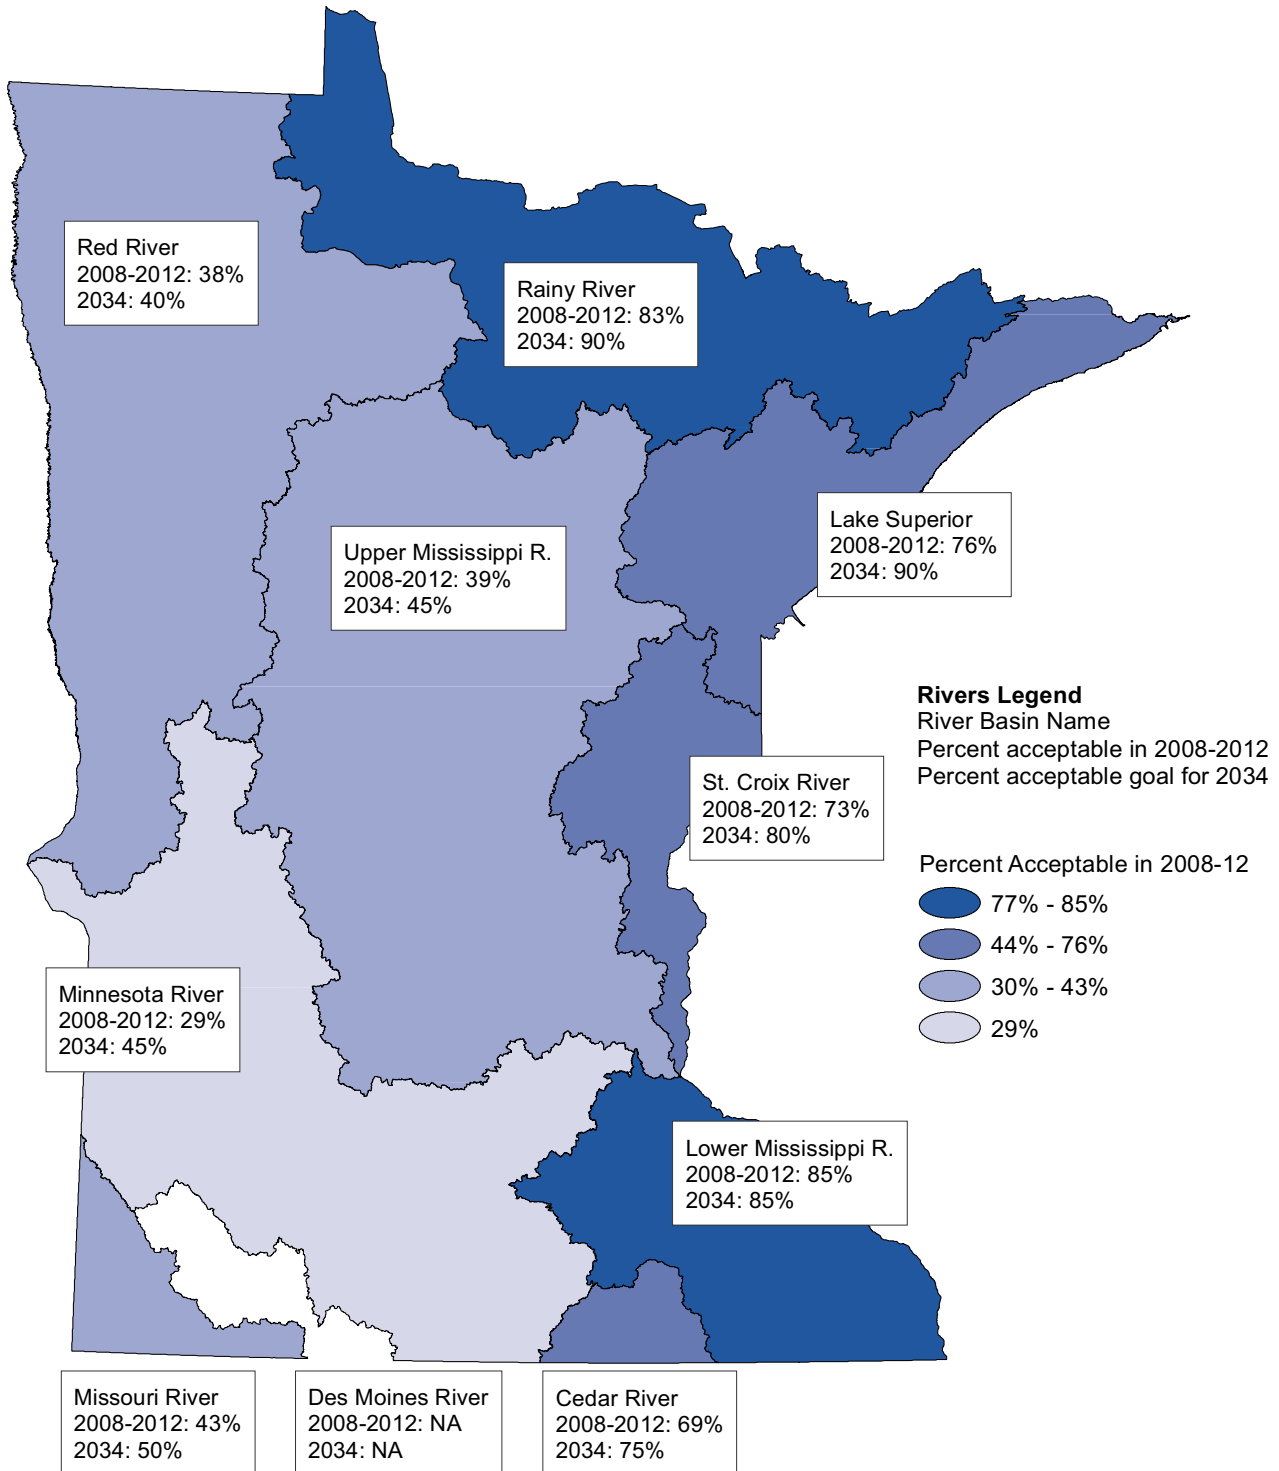 Red River
2008-2012: 38%
2034: 40%
Rainy River
2008-2012: 83%
2034: 90%
Lake Superior
2008-2012: 76%
2034: 90%
Upper Mississippi R.
2008-2012: 39%
2034: 45%
Rivers Legend
River Basin Name
Percent acceptable in 2008-2012
Percent acceptable goal for 2034
St. Croix River
2008-2012: 73%
2034: 80%
Percent Acceptable in 2008-12
77% - 85%
44% - 76%
30% - 43%
29%
Minnesota River
2008-2012: 29%
2034: 45%
Lower Mississippi R.
2008-2012: 85%
2034: 85%
Missouri River
2008-2012: 43%
2034: 50%
Des Moines River
2008-2012: NA
2034: NA
Cedar River
2008-2012: 69%
2034: 75%